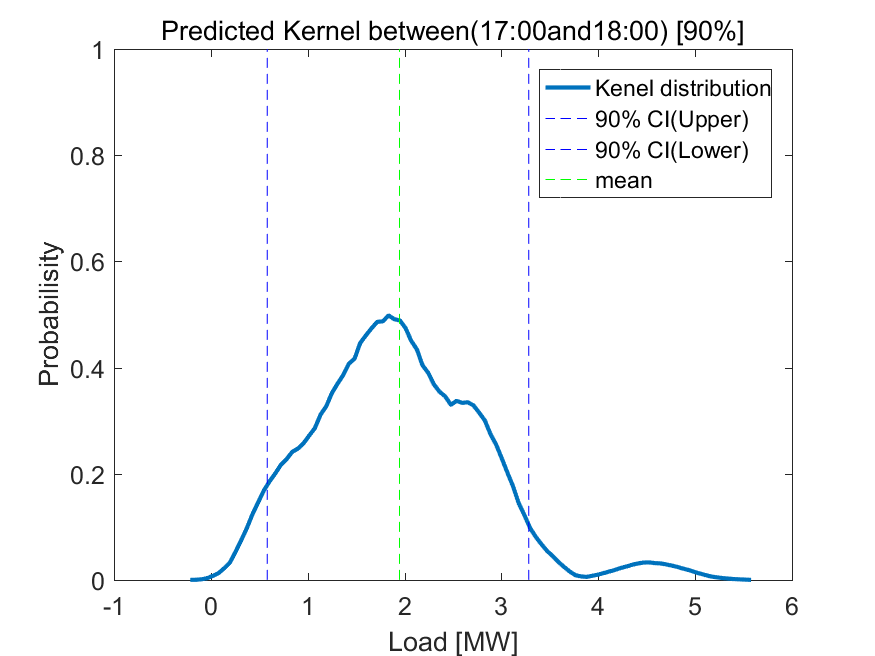 Predicted Kernel between(17:00and18:00) [90%]
1
0.8
0.6
0.4
0.2
0
Probabilisity
Kenel distribution
90% CI(Upper)
90% CI(Lower)
mean
-1 0 1 2 3 4 5 6
Load [MW]